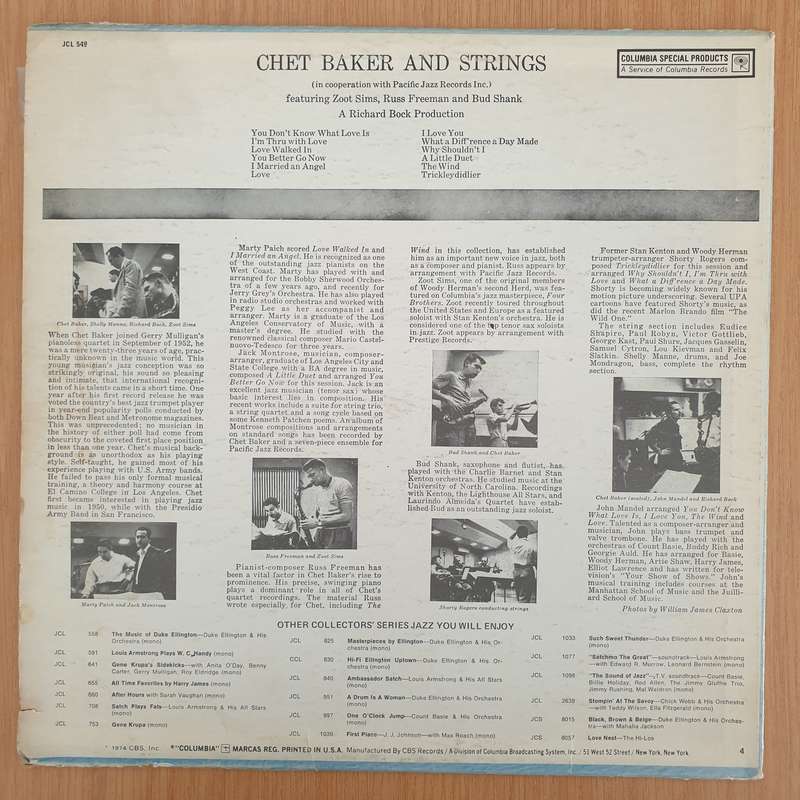 JCL 549
CHET BAKER AND STRINGS
(in cooperation with Pacific Jazz Records Inc.)
featuring Zoot Sims, Russ Freeman and Bud Shank
A Richard Bock Production
COLUMBIA SPECIAL PRODUCTS
A Service of Columbia Records
You Don't Know What Love Is
I'm Thru with Love
Love Walked In
You Better Go Now
I Married an Angel
Love
I Love You
What a Diff'rence a Day Made
Why Shouldn't I
A Little Duet
The Wind
Trickleydidlier
Chet Baker, Shelly Manne, Richard Bock, Zoot Sims
When Chet Baker joined Gerry Mulligan's
pianoless quartet in September of 1952, he
was a mere twenty-three years of age, prac-
tically unknown in the music world. This
young musician's jazz conception was so
strikingly original, his sound so pleasing
and intimate, that international recogni-
tion of his talents came in a short time. One
year after his first record release he was
voted the country's best jazz trumpet player
in year-end popularity polls conducted by
both Down Beat and Metronome magazines.
This was unprecedented; no musician in
the history of either poll had come from
obscurity to the coveted first place position
in less than one year. Chet's musical back-
ground is as unorthodox as his playing
style. Self-taught, he gained most of his
experience playing with U.S. Army bands.
He failed to pass his only formal musical
training, a theory and harmony course at
El Camino College in Los Angeles. Chet
first became interested in playing jazz
music in 1950, while with the Presidio
Army Band in San Francisco.
Marty Paich and Jack Montrose
Marty Paich scored Love Walked In and
I Married an Angel. He is recognized as one
of the outstanding jazz pianists on the
West Coast. Marty has played with and
arranged for the Bobby Sherwood Orches-
tra of a few years ago, and recently for
Jerry Grey's Orchestra. He has also played
in radio studio orchestras and worked with
Peggy Lee as her accompanist and
arranger. Marty is a graduate of the Los
Angeles Conservatory of Music, with a
master's degree. He studied with the
renowned classical composer Mario Castel-
nuovo-Tedesco for three years.
Jack Montrose, musician, composer-
arranger, graduate of Los Angeles City and
State College with a BA degree in music,
composed A Little Duet and arranged You
Better Go Now for this session. Jack is an
excellent jazz musician (tenor sax) whose
basic interest lies in composition. His
recent works include a suite for string trio,
a string quartet and a song cycle based on
some Kenneth Patchen poems. An album of
Montrose compositions and arrangements
on standard songs has been recorded by
Chet Baker and a seven-piece ensemble for
Pacific Jazz Records.
Russ Freeman and Zoot Sims
Pianist-composer Russ Freeman has
been a vital factor in Chet Baker's rise to
prominence. His precise, swinging piano
plays a dominant role in all of Chet's
quartet recordings. The material Russ
wrote especially for Chet, including The
Wind in this collection, has established
him as an important new voice in jazz, both
as a composer and pianist. Russ appears by
arrangement with Pacific Jazz Records.
Zoot Sims, one of the original members
of Woody Herman's second Herd, was fea-
tured on Columbia's jazz masterpiece, Four
Brothers. Zoot recently toured throughout
the United States and Europe as a featured
soloist with Stan Kenton's orchestra. He is
considered one of the top tenor sax soloists
in jazz. Zoot appears by arrangement with
Prestige Records.
Bud Shank and Chet Baker
Bud Shank, saxophone and flutist, has
played with the Charlie Barnet and Stan
Kenton orchestras. He studied music at the
University of North Carolina. Recordings
with Kenton, the Lighthouse All Stars, and
Laurindo Almeida's Quartet have estab-
lished Bud as an outstanding jazz soloist.
Shorty Rogers conducting strings
Former Stan Kenton and Woody Herman
trumpeter-arranger Shorty Rogers com-
posed Trickleydidlier for this session and
arranged Why Shouldn't I, I'm Thru with
Love and What a Diff'rence a Day Made.
Shorty is becoming widely known for his
motion picture underscoring. Several UPA
cartoons have featured Shorty's music, as
did the recent Marlon Brando film "The
Wild One."
The string section includes Eudice
Shapiro, Paul Robyn, Victor Gottlieb,
George Kast, Paul Shure, Jacques Gasselin,
Samuel Cytron, Lou Kievman and Felix
Slatkin. Shelly Manne, drums, and Joe
Mondragon, bass, complete the rhythm
section.
Chet Baker (seated), John Mandel and Richard Bock
John Mandel arranged You Don't Know
What Love Is, I Love You, The Wind and
Love. Talented as a composer-arranger and
musician, John plays bass trumpet and
valve trombone. He has played with the
orchestras of Count Basie, Buddy Rich and
Georgie Auld. He has arranged for Basie,
Woody Herman, Artie Shaw, Harry James,
Elliot Lawrence and has written for tele-
vision's "Your Show of Shows." John's
musical training includes courses at the
Manhattan School of Music and the Juilli-
ard School of Music.
Photos by William James Claxton
OTHER COLLECTORS' SERIES JAZZ YOU WILL ENJOY
JCL 558 The Music of Duke Ellington—Duke Ellington & His
Orchestra (mono)
JCL 591 Louis Armstrong Plays W. C. Handy (mono)
JCL 641 Gene Krupa's Sidekicks—with Anita O'Day, Benny
Carter, Gerry Mulligan, Roy Eldridge (mono)
JCL 655 All Time Favorites by Harry James (mono)
JCL 660 After Hours with Sarah Vaughan (mono)
JCL 708 Satch Plays Fats—Louis Armstrong & His All Stars
(mono)
JCL 753 Gene Krupa (mono)
JCL 825 Masterpieces by Ellington—Duke Ellington & His Or-
chestra (mono)
CCL 830 Hi-Fi Ellington Uptown—Duke Ellington & His Or-
chestra (mono)
JCL 840 Ambassador Satch—Louis Armstrong & His All Stars
(mono)
JCL 951 A Drum Is A Woman—Duke Ellington & His Orchestra
(mono)
JCL 997 One O'Clock Jump—Count Basie & His Orchestra
(mono)
JCL 1030 First Piano—J. J. Johnson—with Max Roach (mono)
JCL 1033 Such Sweet Thunder—Duke Ellington & His Orchestra
(mono)
JCL 1077 "Satchmo The Great"—soundtrack—Louis Armstrong
—with Edward R. Murrow, Leonard Bernstein (mono)
JCL 1098 "The Sound of Jazz"—T.V. soundtrack—Count Basie,
Billie Holiday, Red Allen, The Jimmy Giuffre Trio,
Jimmy Rushing, Mal Waldron (mono)
JCL 2639 Stompin' At The Savoy—Chick Webb & His Orchestra
—with Teddy Wilson, Ella Fitzgerald (mono)
JCS 8015 Black, Brown & Beige—Duke Ellington & His Orches-
tra—with Mahalia Jackson
JCS 8057 Love Nest—The Hi-Los
1974 CBS, Inc. ®"COLUMBIA" MARCAS REG. PRINTED IN U.S.A. Manufactured By CBS Records / A Division of Columbia Broadcasting System, Inc. / 51 West 52 Street / New York, New York
4